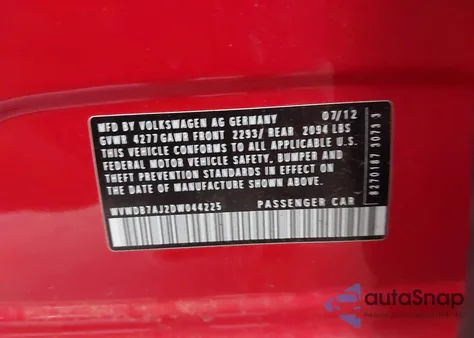 MFD BY VOLKSWAGEN AG GERMANY 07/12
GVWR 4277 GAWR FRONT 2293/ REAR 2094 LBS
THIS VEHICLE CONFORMS TO ALL APPLICABLE U.S.
FEDERAL MOTOR VEHICLE SAFETY, BUMPER AND
THEFT PREVENTION STANDARDS IN EFFECT ON THE
DATE OF MANUFACTURE SHOWN ABOVE.
WVWDB7AJ2DW044225 PASSENGER CAR
autoSnap